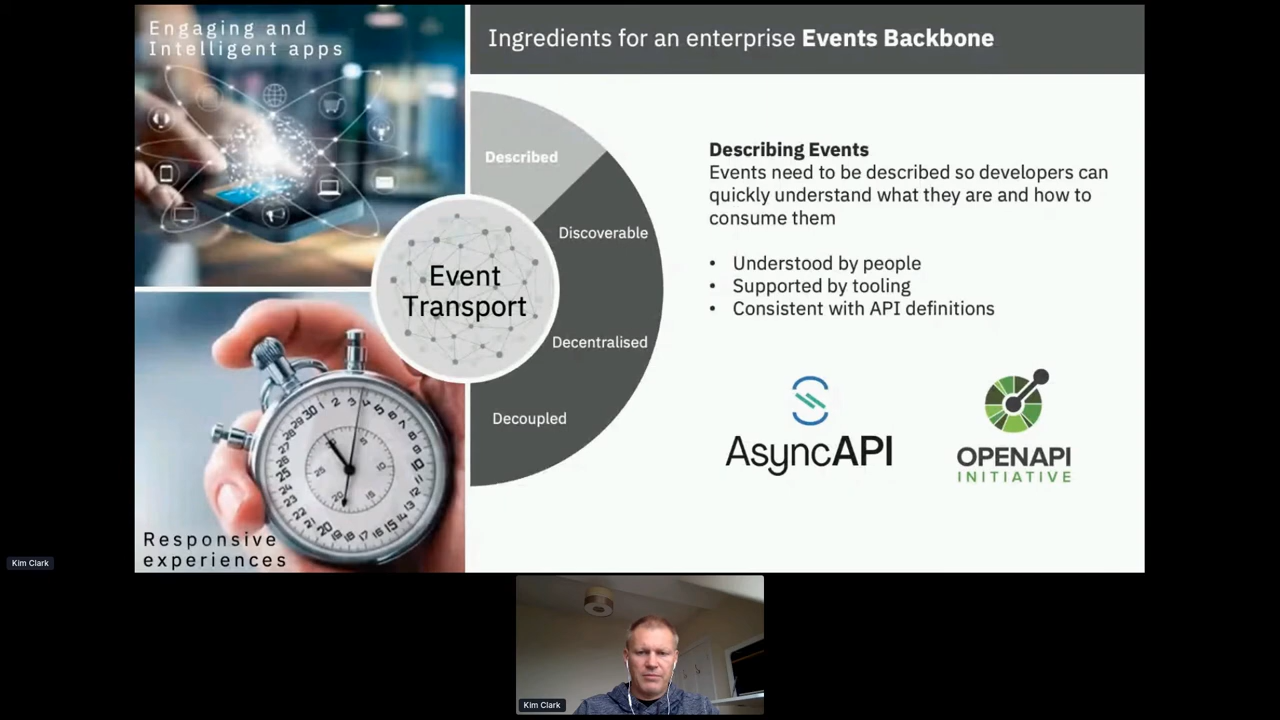 Engaging and
Intelligent apps
Ingredients for an enterprise Events Backbone
Described
Discoverable
Decentralised
Decoupled
Event
Transport
Describing Events
Events need to be described so developers can
quickly understand what they are and how to
consume them
• Understood by people
• Supported by tooling
• Consistent with API definitions
AsyncAPI
OPENAPI
INITIATIVE
Responsive
experiences
Kim Clark
Kim Clark